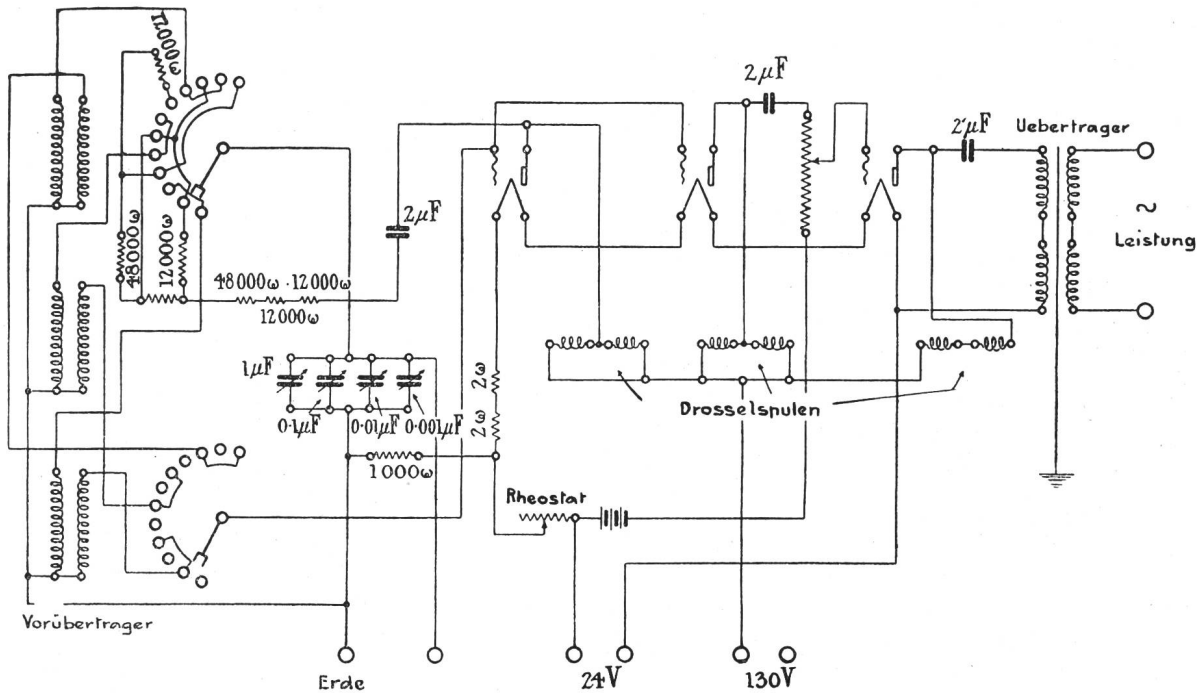 12000ω
2µF
2µF
Uebertrager
2µF
48000ω
12000ω
~
Leistung
48000ω · 12000ω
12000ω
1µF
2ω
0·1µF
0·01µF
0·001µF
2ω
Drosselspulen
1000ω
Rheostat
Vorübertrager
Erde
24V
130V